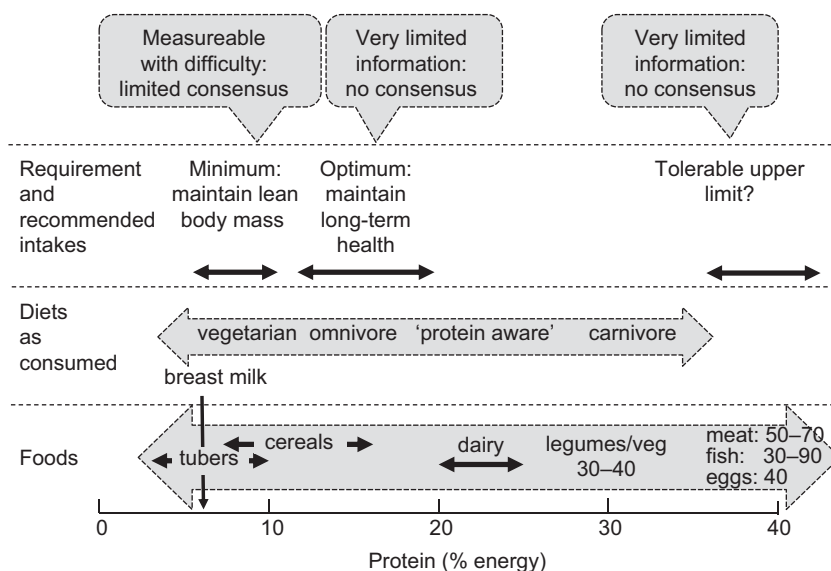 Measureable
with difficulty:
limited consensus
Very limited
information:
no consensus
Very limited
information:
no consensus
Requirement
and
recommended
intakes
Minimum:
maintain lean
body mass
Optimum:
maintain
long-term
health
Tolerable upper
limit?
Diets
as
consumed
vegetarian omnivore ‘protein aware’ carnivore
breast milk
Foods
tubers
cereals
dairy
legumes/veg
30–40
meat: 50–70
fish: 30–90
eggs: 40
0 10 20 30 40
Protein (% energy)